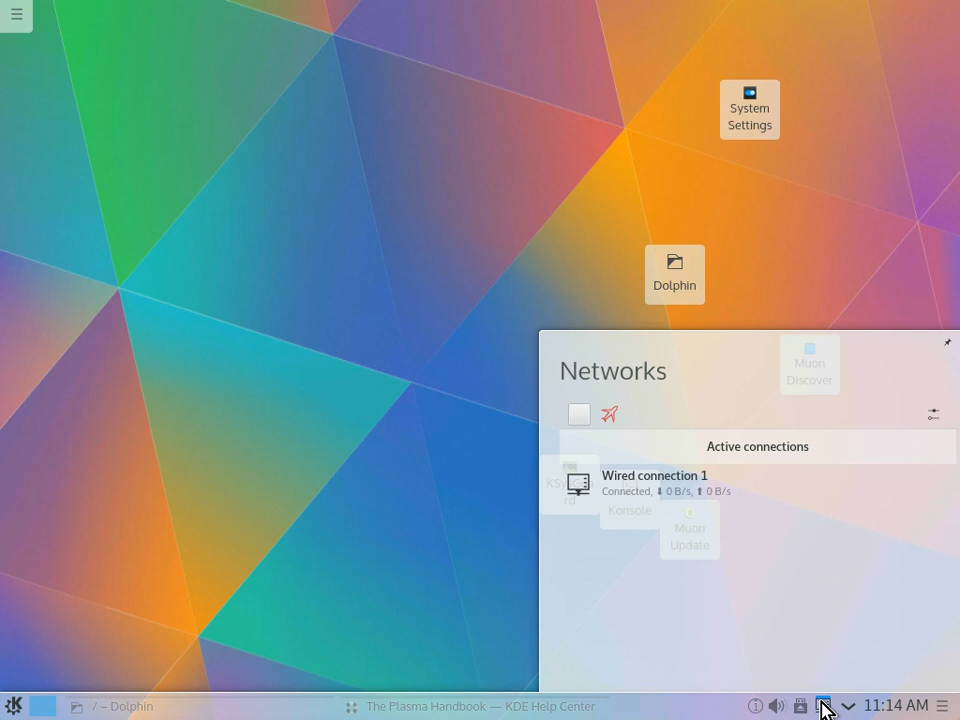 System
Settings
Dolphin
Muon
Discover
Networks
Active connections
Wired connection 1
Connected, ⬇ 0 B/s, ⬆ 0 B/s
Konsole
Muon
Update
/ – Dolphin
The Plasma Handbook — KDE Help Center
11:14 AM